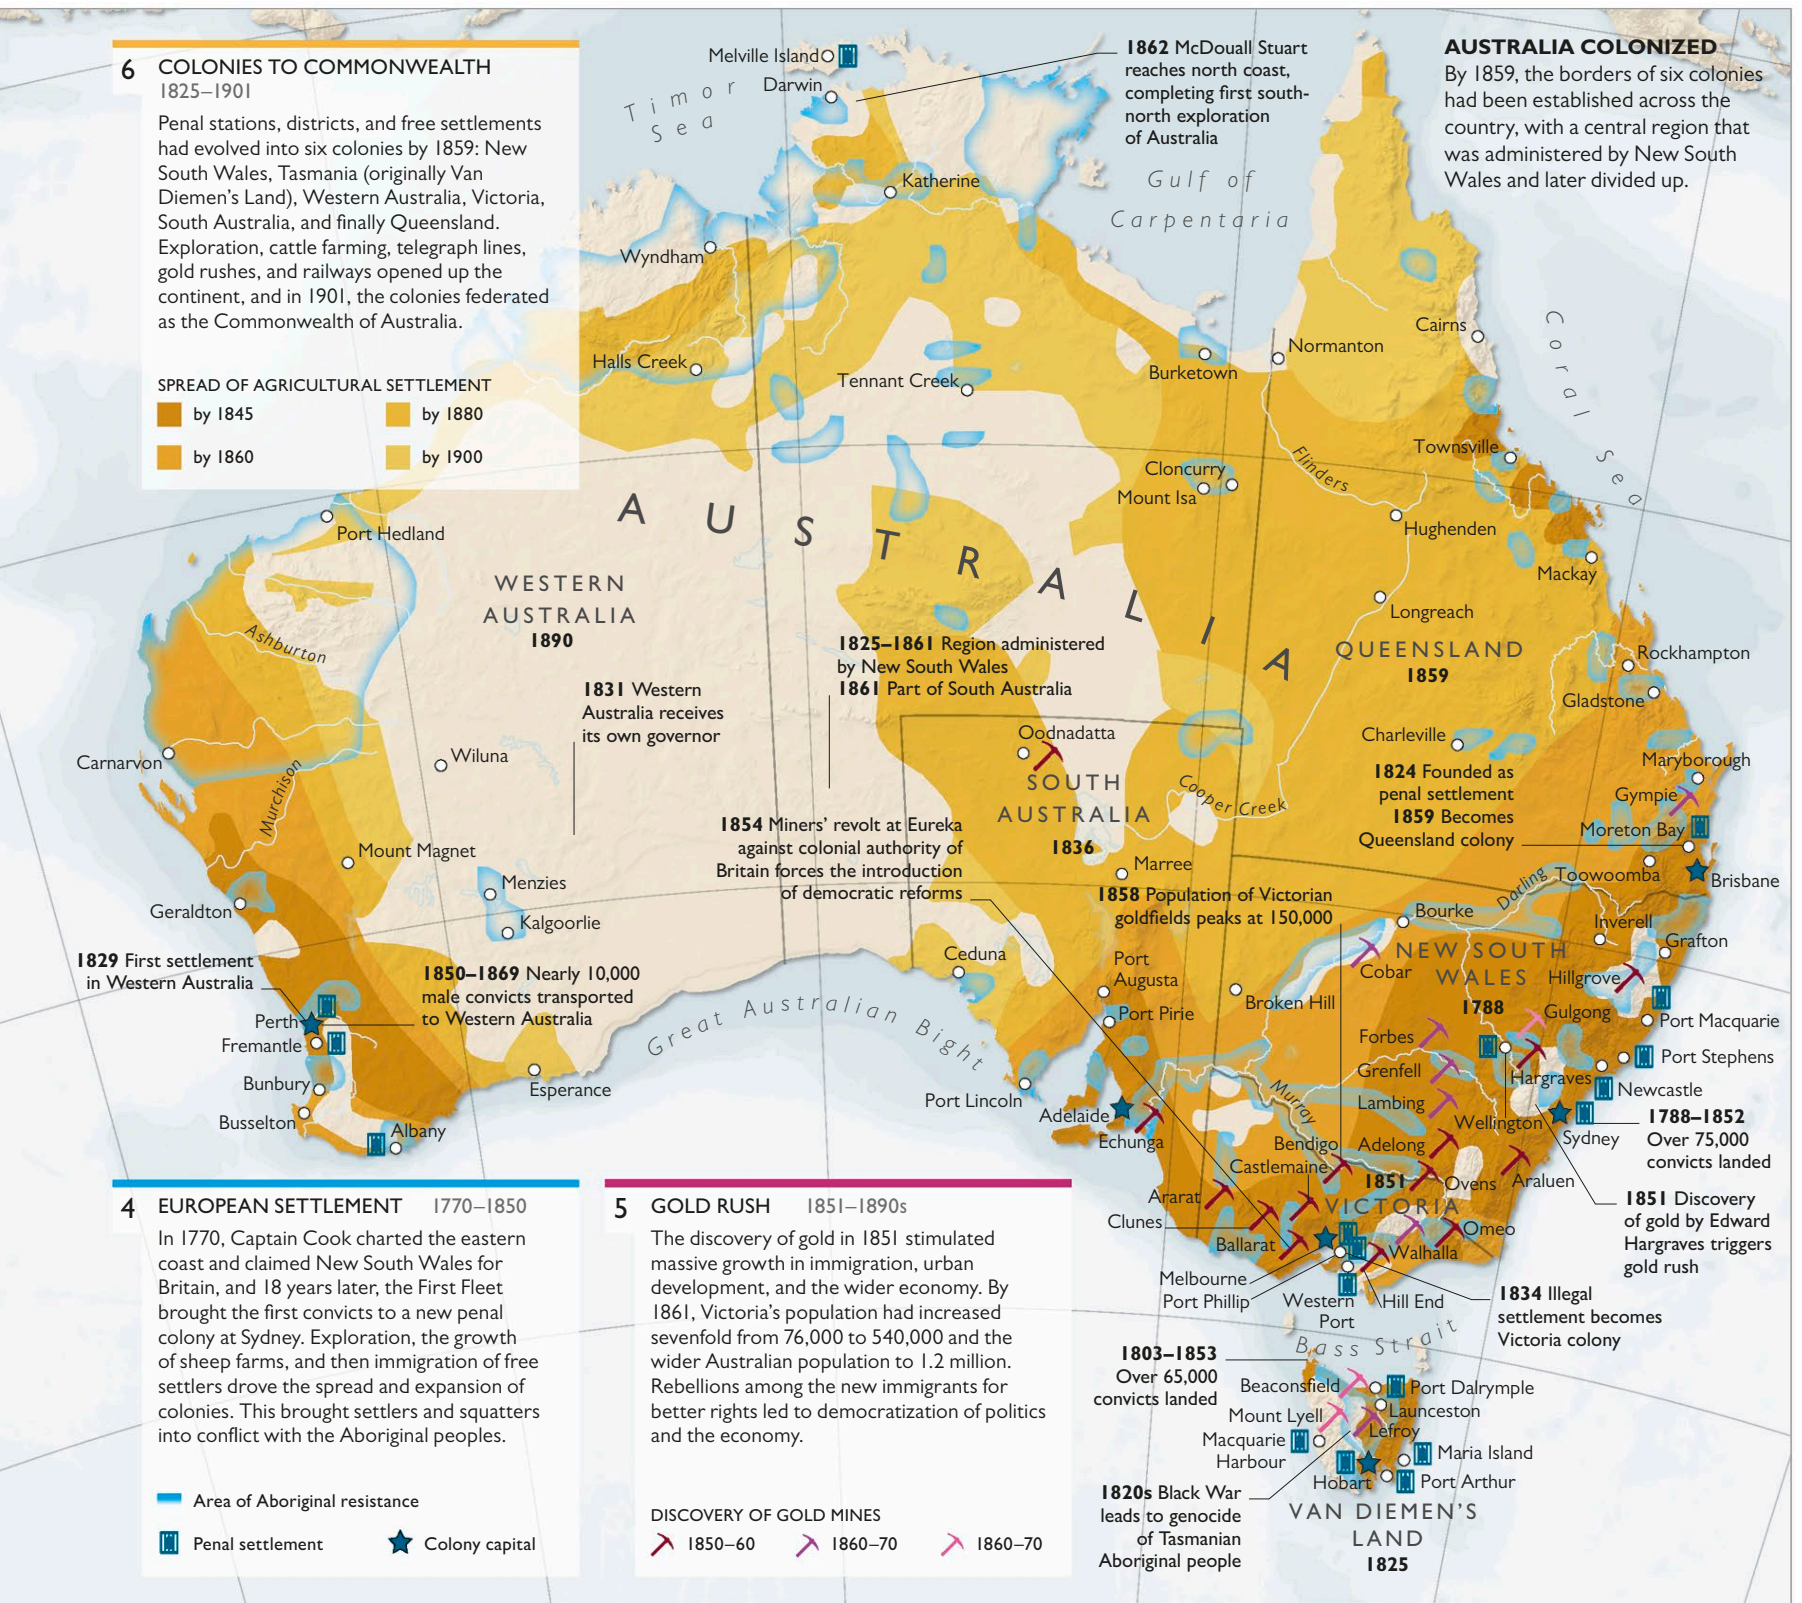 6 COLONIES TO COMMONWEALTH
1825–1901
Penal stations, districts, and free settlements
had evolved into six colonies by 1859: New
South Wales, Tasmania (originally Van
Diemen's Land), Western Australia, Victoria,
South Australia, and finally Queensland.
Exploration, cattle farming, telegraph lines,
gold rushes, and railways opened up the
continent, and in 1901, the colonies federated
as the Commonwealth of Australia.
SPREAD OF AGRICULTURAL SETTLEMENT
by 1845
by 1880
by 1860
by 1900
Melville Island
Darwin
Timor
Sea
1862 McDouall Stuart
reaches north coast,
completing first south-
north exploration
of Australia
AUSTRALIA COLONIZED
By 1859, the borders of six colonies
had been established across the
country, with a central region that
was administered by New South
Wales and later divided up.
Katherine
Gulf of
Carpentaria
Wyndham
Halls Creek
Tennant Creek
Burketown
Normanton
Cairns
Coral Sea
Townsville
Flinders
Cloncurry
Mount Isa
Hughenden
Mackay
Port Hedland
AUSTRALIA
WESTERN
AUSTRALIA
1890
Ashburton
Longreach
QUEENSLAND
1859
Rockhampton
Gladstone
1825–1861 Region administered
by New South Wales
1861 Part of South Australia
1831 Western
Australia receives
its own governor
Oodnadatta
SOUTH
AUSTRALIA
1836
Cooper Creek
Charleville
1824 Founded as
penal settlement
1859 Becomes
Queensland colony
Maryborough
Gympie
Moreton Bay
Toowoomba
Brisbane
Carnarvon
Wiluna
Murchison
Mount Magnet
1854 Miners' revolt at Eureka
against colonial authority of
Britain forces the introduction
of democratic reforms
Marree
1858 Population of Victorian
goldfields peaks at 150,000
Darling
Bourke
Inverell
Grafton
Menzies
Kalgoorlie
Geraldton
Ceduna
Port
Augusta
Port Pirie
Broken Hill
Cobar
NEW SOUTH
WALES
1788
Hillgrove
Gulgong
Port Macquarie
1829 First settlement
in Western Australia
1850–1869 Nearly 10,000
male convicts transported
to Western Australia
Perth
Fremantle
Bunbury
Busselton
Albany
Esperance
Great Australian Bight
Port Lincoln
Adelaide
Echunga
Forbes
Grenfell
Lambing
Hargraves
Port Stephens
Newcastle
Wellington
Sydney
1788–1852
Over 75,000
convicts landed
Murray
Bendigo
Adelong
Castlemaine
1851
VICTORIA
Ovens
Araluen
Ararat
Clunes
Ballarat
Omeo
Walhalla
1851 Discovery
of gold by Edward
Hargraves triggers
gold rush
Melbourne
Port Phillip
Western
Port
Hill End
1834 Illegal
settlement becomes
Victoria colony
Bass Strait
1803–1853
Over 65,000
convicts landed
Beaconsfield
Port Dalrymple
Launceston
Mount Lyell
Lefroy
Macquarie
Harbour
Maria Island
Hobart
Port Arthur
1820s Black War
leads to genocide
of Tasmanian
Aboriginal people
VAN DIEMEN'S
LAND
1825
4 EUROPEAN SETTLEMENT 1770–1850
In 1770, Captain Cook charted the eastern
coast and claimed New South Wales for
Britain, and 18 years later, the First Fleet
brought the first convicts to a new penal
colony at Sydney. Exploration, the growth
of sheep farms, and then immigration of free
settlers drove the spread and expansion of
colonies. This brought settlers and squatters
into conflict with the Aboriginal peoples.
Area of Aboriginal resistance
Penal settlement
Colony capital
5 GOLD RUSH 1851–1890s
The discovery of gold in 1851 stimulated
massive growth in immigration, urban
development, and the wider economy. By
1861, Victoria's population had increased
sevenfold from 76,000 to 540,000 and the
wider Australian population to 1.2 million.
Rebellions among the new immigrants for
better rights led to democratization of politics
and the economy.
DISCOVERY OF GOLD MINES
1850–60
1860–70
1860–70